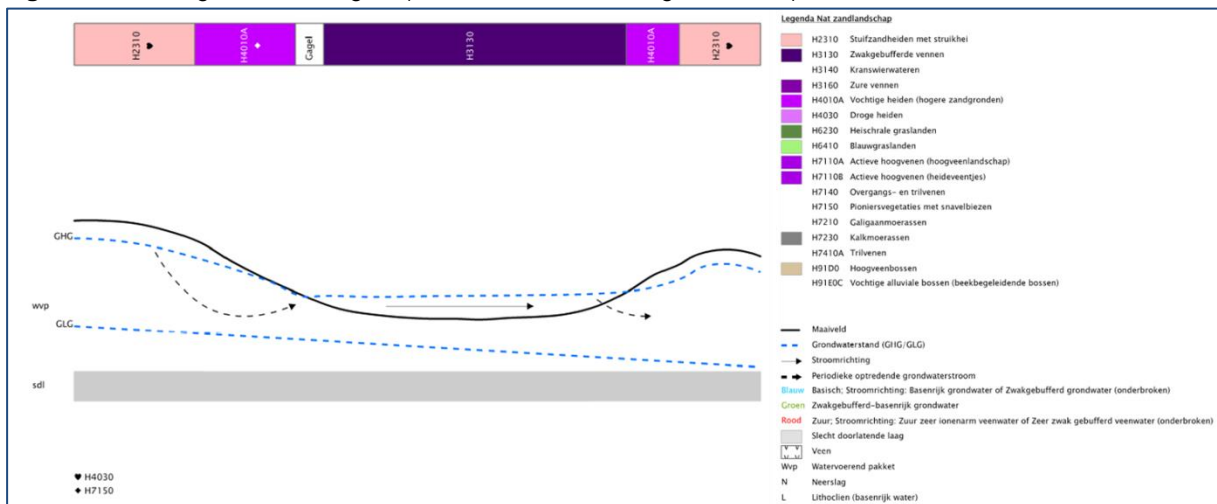 H2310 ♥
H4010A ✦
Gagel
H3130
H4010A
H2310 ♥
GHG
wvp
GLG
sdl
♥ H4030
✦ H7150
Legenda Nat zandlandschap
H2310 Stuifzandheiden met struikhei
H3130 Zwakgebufferde vennen
H3140 Kranswierwateren
H3160 Zure vennen
H4010A Vochtige heiden (hogere zandgronden)
H4030 Droge heiden
H6230 Heischrale graslanden
H6410 Blauwgraslanden
H7110A Actieve hoogvenen (hoogveenlandschap)
H7110B Actieve hoogvenen (heideveentjes)
H7140 Overgangs- en trilvenen
H7150 Pioniersvegetaties met snavelbiezen
H7210 Galigaanmoerassen
H7230 Kalkmoerassen
H7410A Trilvenen
H91D0 Hoogveenbossen
H91E0C Vochtige alluviale bossen (beekbegeleidende bossen)
Maaiveld
Grondwaterstand (GHG/GLG)
Stroomrichting
Periodieke optredende grondwaterstroom
Blauw Basisch; Stroomrichting: Basenrijk grondwater of Zwakgebufferd grondwater (onderbroken)
Groen Zwakgebufferd-basenrijk grondwater
Rood Zuur; Stroomrichting: Zuur zeer ionenarm veenwater of Zeer zwak gebufferd veenwater (onderbroken)
Slecht doorlatende laag
Veen
Wvp Watervoerend pakket
N Neerslag
L Lithoclien (basenrijk water)